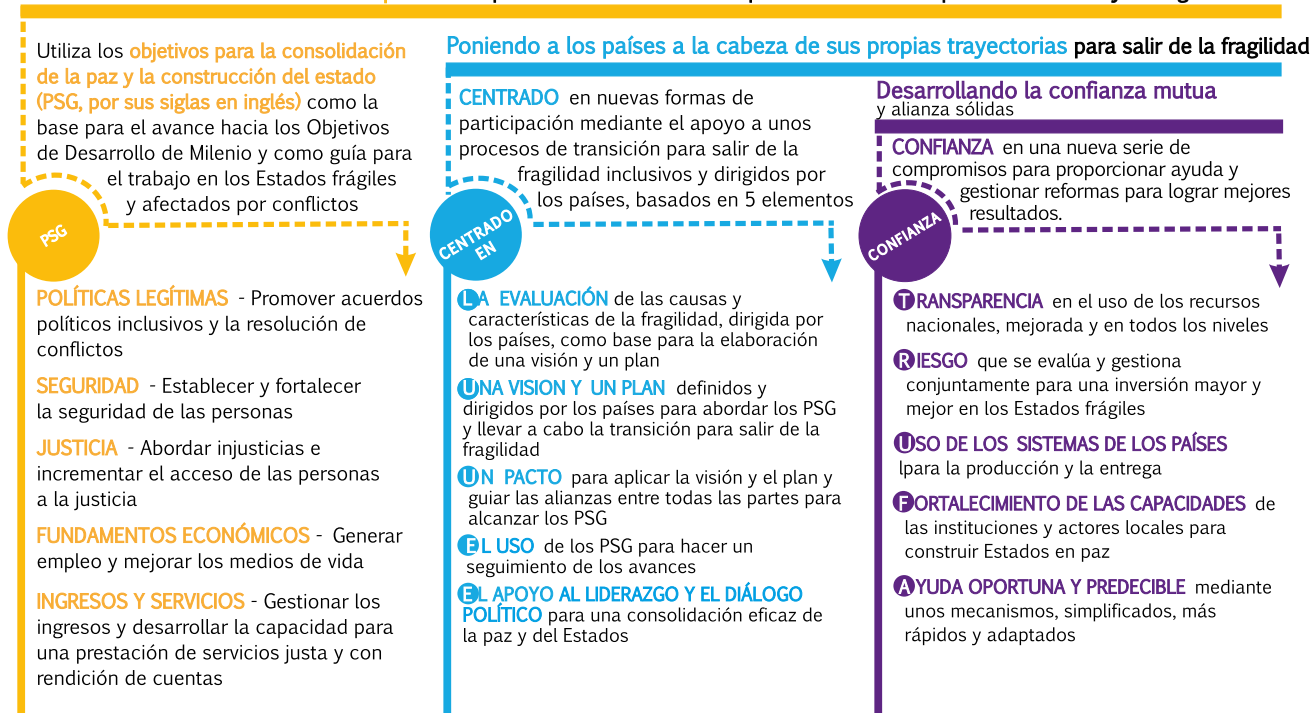 Utiliza los objetivos para la consolidación
de la paz y la construcción del estado
(PSG, por sus siglas en inglés) como la
base para el avance hacia los Objetivos
de Desarrollo de Milenio y como guía para
el trabajo en los Estados frágiles
y afectados por conflictos
PSG
POLÍTICAS LEGÍTIMAS - Promover acuerdos
políticos inclusivos y la resolución de
conflictos
SEGURIDAD - Establecer y fortalecer
la seguridad de las personas
JUSTICIA - Abordar injusticias e
incrementar el acceso de las personas
a la justicia
FUNDAMENTOS ECONÓMICOS - Generar
empleo y mejorar los medios de vida
INGRESOS Y SERVICIOS - Gestionar los
ingresos y desarrollar la capacidad para
una prestación de servicios justa y con
rendición de cuentas
Poniendo a los países a la cabeza de sus propias trayectorias para salir de la fragilidad
CENTRADO en nuevas formas de
participación mediante el apoyo a unos
procesos de transición para salir de la
fragilidad inclusivos y dirigidos por
los países, basados en 5 elementos
CENTRADO
EN
LA EVALUACIÓN de las causas y
características de la fragilidad, dirigida por
los países, como base para la elaboración
de una visión y un plan
UNA VISION Y UN PLAN definidos y
dirigidos por los países para abordar los PSG
y llevar a cabo la transición para salir de la
fragilidad
UN PACTO para aplicar la visión y el plan y
guiar las alianzas entre todas las partes para
alcanzar los PSG
EL USO de los PSG para hacer un
seguimiento de los avances
EL APOYO AL LIDERAZGO Y EL DIÁLOGO
POLÍTICO para una consolidación eficaz de
la paz y del Estados
Desarrollando la confianza mutua
y alianza sólidas
CONFIANZA en una nueva serie de
compromisos para proporcionar ayuda y
gestionar reformas para lograr mejores
resultados.
CONFIANZA
TRANSPARENCIA en el uso de los recursos
nacionales, mejorada y en todos los niveles
RIESGO que se evalúa y gestiona
conjuntamente para una inversión mayor y
mejor en los Estados frágiles
USO DE LOS SISTEMAS DE LOS PAÍSES
lpara la producción y la entrega
FORTALECIMIENTO DE LAS CAPACIDADES de
las instituciones y actores locales para
construir Estados en paz
AYUDA OPORTUNA Y PREDECIBLE mediante
unos mecanismos, simplificados, más
rápidos y adaptados